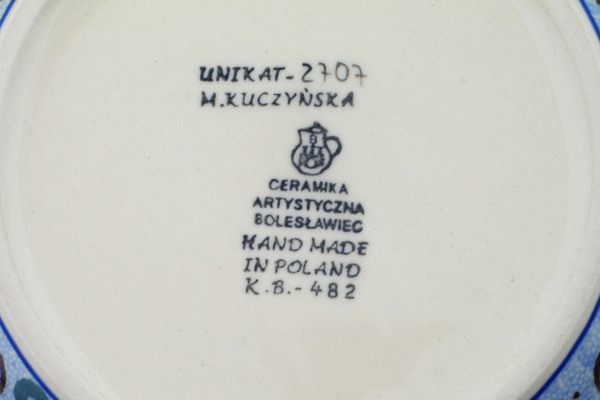 UNIKAT-2707
M.KUCZYŃSKA
B
CERAMIKA
ARTYSTYCZNA
BOLESŁAWIEC
HAND MADE
IN POLAND
K.B.-482